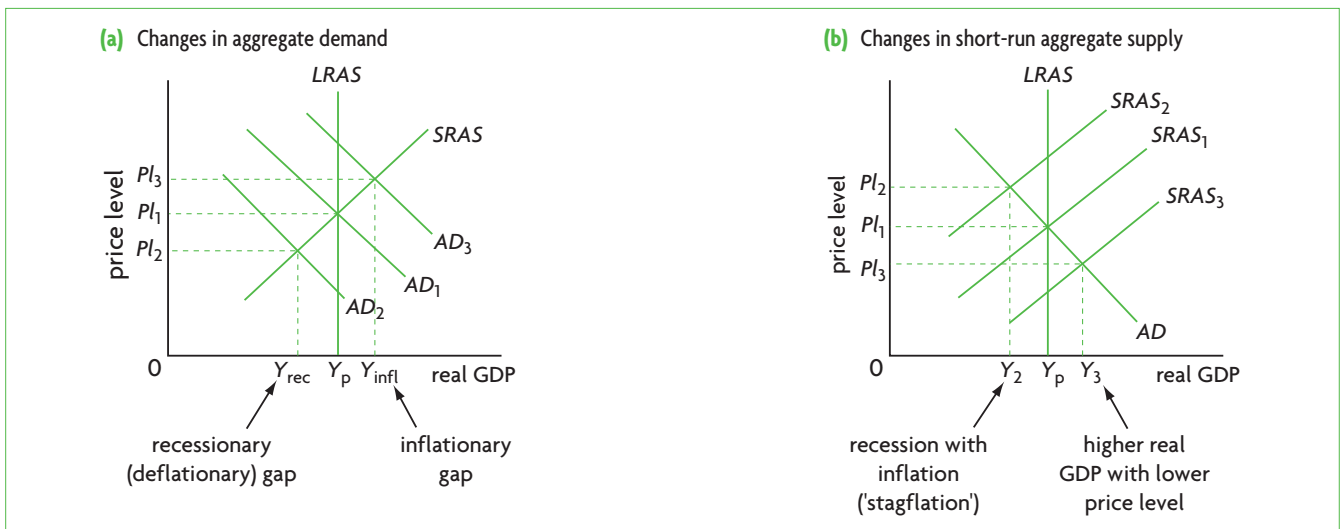 (a) Changes in aggregate demand
LRAS
SRAS
Pl3
Pl1
Pl2
price level
AD3
AD1
AD2
0
Yrec
Yp
Yinfl
real GDP
recessionary
(deflationary) gap
inflationary
gap
(b) Changes in short-run aggregate supply
LRAS
SRAS2
SRAS1
SRAS3
Pl2
Pl1
Pl3
price level
AD
0
Y2
Yp
Y3
real GDP
recession with
inflation
('stagflation')
higher real
GDP with lower
price level